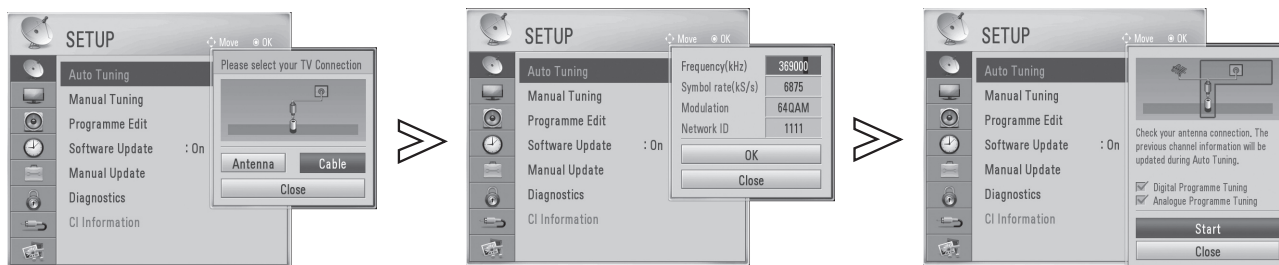 SETUP
Move OK
Auto Tuning
Manual Tuning
Programme Edit
Software Update : On
Manual Update
Diagnostics
CI Information
Please select your TV Connection
Antenna Cable
Close
SETUP
Move OK
Auto Tuning
Manual Tuning
Programme Edit
Software Update : On
Manual Update
Diagnostics
CI Information
Frequency(kHz) 369000
Symbol rate(kS/s) 6875
Modulation 64QAM
Network ID 1111
OK
Close
SETUP
Move OK
Auto Tuning
Manual Tuning
Programme Edit
Software Update : On
Manual Update
Diagnostics
CI Information
Check your antenna connection. The
previous channel information will be
updated during Auto Tuning.
Digital Programme Tuning
Analogue Programme Tuning
Start
Close